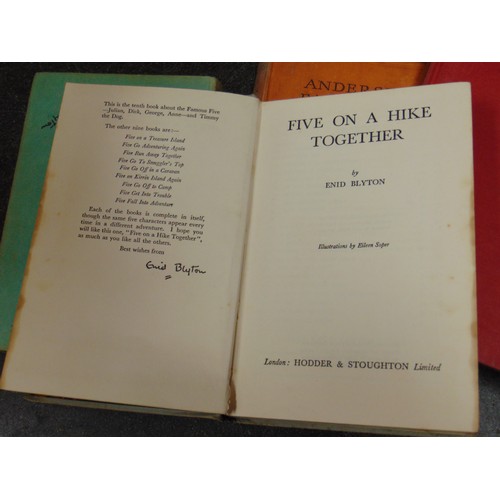 This is the tenth book about the Famous Five
—Julian, Dick, George, Anne—and Timmy
the Dog.
The other nine books are:—
Five on a Treasure Island
Five Go Adventuring Again
Five Run Away Together
Five Go To Smuggler's Top
Five Go Off in a Caravan
Five on Kirrin Island Again
Five Go Off to Camp
Five Get Into Trouble
Five Fall Into Adventure
Each of the books is complete in itself,
though the same five characters appear every
time in a different adventure. I hope you
will like this one, "Five on a Hike Together",
as much as you like all the others.
Best wishes from
Enid Blyton
FIVE ON A HIKE
TOGETHER
by
ENID BLYTON
Illustrations by Eileen Soper
London: HODDER & STOUGHTON Limited